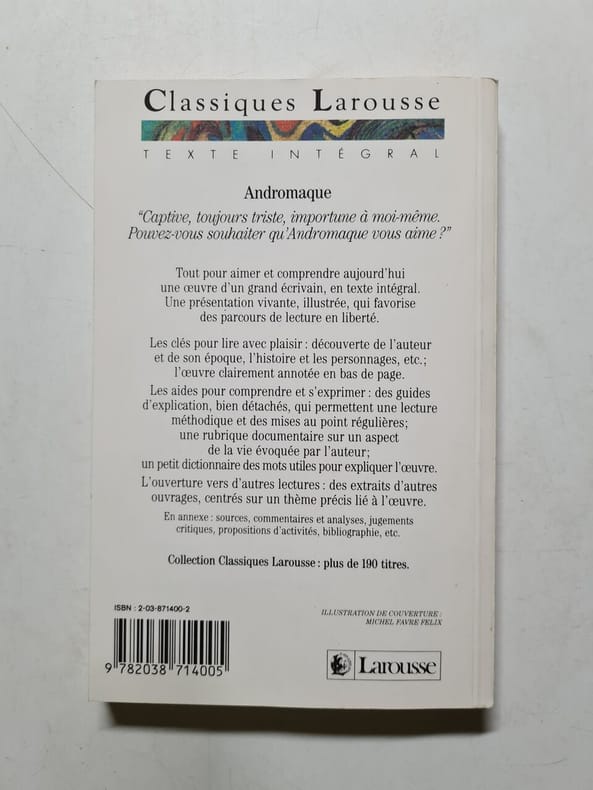 Classiques Larousse
TEXTE INTÉGRAL
Andromaque
“Captive, toujours triste, importune à moi-même.
Pouvez-vous souhaiter qu'Andromaque vous aime ?”
Tout pour aimer et comprendre aujourd'hui
une œuvre d'un grand écrivain, en texte intégral.
Une présentation vivante, illustrée, qui favorise
des parcours de lecture en liberté.
Les clés pour lire avec plaisir : découverte de l'auteur
et de son époque, l'histoire et les personnages, etc. ;
l'œuvre clairement annotée en bas de page.
Les aides pour comprendre et s'exprimer : des guides
d'explication, bien détachés, qui permettent une lecture
méthodique et des mises au point régulières ;
une rubrique documentaire sur un aspect
de la vie évoquée par l'auteur ;
un petit dictionnaire des mots utiles pour expliquer l'œuvre.
L'ouverture vers d'autres lectures : des extraits d'autres
ouvrages, centrés sur un thème précis lié à l'œuvre.
En annexe : sources, commentaires et analyses, jugements
critiques, propositions d'activités, bibliographie, etc.
Collection Classiques Larousse : plus de 190 titres.
ISBN : 2-03-871400-2
9 782038 714005
ILLUSTRATION DE COUVERTURE :
MICHEL FAVRE FELIX
Larousse